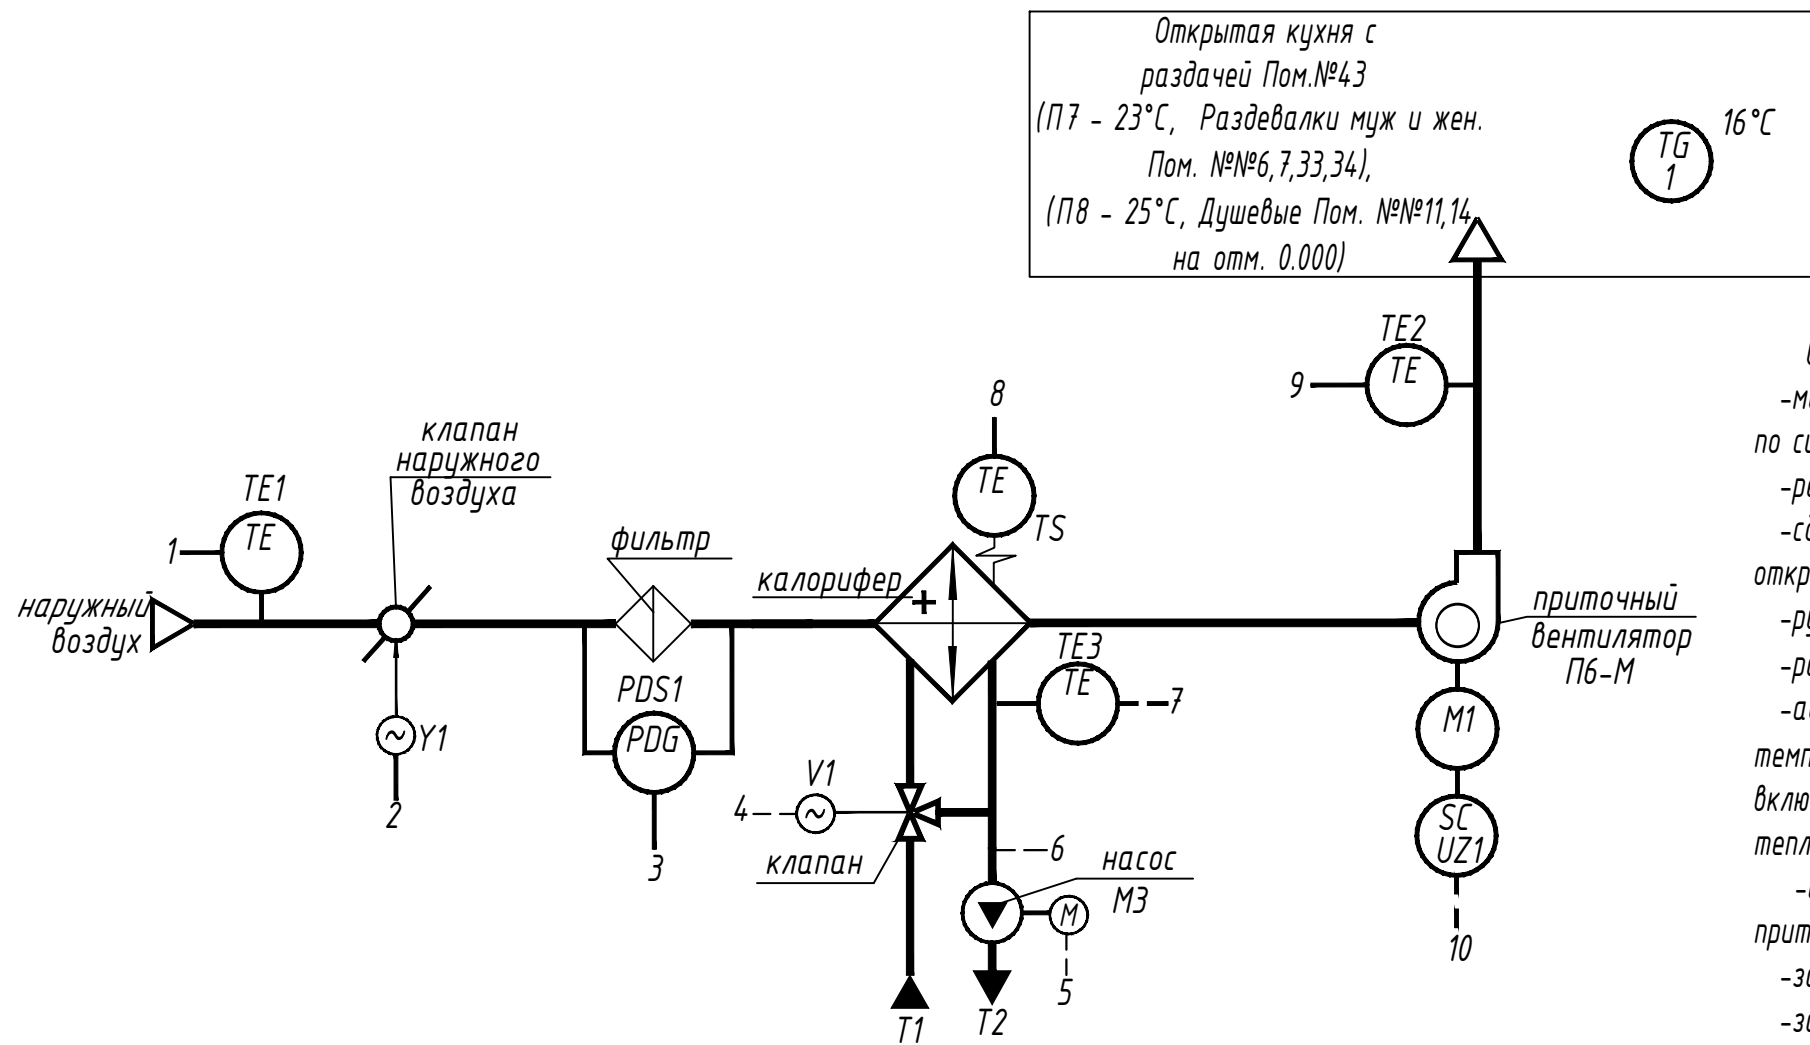 Открытая кухня с
раздачей Пом.№43
(П7 - 23°С, Раздевалки муж и жен.
Пом. №№6,7,33,34),
(П8 - 25°С, Душевые Пом. №№11,14
на отм. 0.000)
TG
1
16°C
TE2
TE
9
8
TE
TS
клапан
наружного
воздуха
TE1
TE
1
наружный
воздух
фильтр
калорифер
+
приточный
вентилятор
П6-М
PDS1
PDG
3
Y1
2
TE3
TE
7
V1
4
клапан
6
насос
М3
M
5
T1
T2
M1
SC
UZ1
10
по